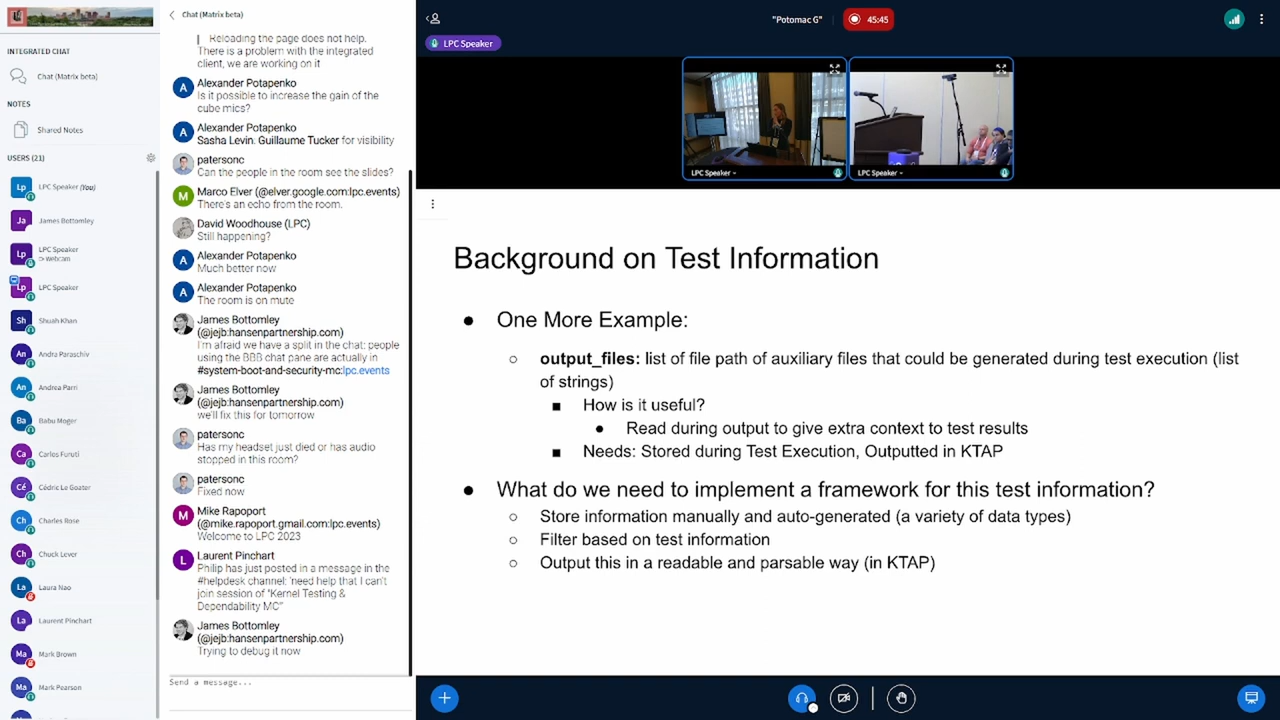 INTEGRATED CHAT
Chat (Matrix beta)
NOTES
Shared Notes
USERS (21)
Lp LPC Speaker (You)
Ja James Bottomley
Lp LPC Speaker
Webcam
Lp LPC Speaker
Sh Shuah Khan
An Andra Paraschiv
An Andrea Parri
Ba Babu Moger
Ca Carlos Furuti
Cé Cédric Le Goater
Ch Charles Rose
Ch Chuck Lever
La Laura Nao
La Laurent Pinchart
Ma Mark Brown
Ma Mark Pearson
Chat (Matrix beta)
Reloading the page does not help.
There is a problem with the integrated
client, we are working on it
A Alexander Potapenko
Is it possible to increase the gain of the
cube mics?
A Alexander Potapenko
Sasha Levin. Guillaume Tucker for visibility
patersonc
Can the people in the room see the slides?
M Marco Elver (@elver.google.com:lpc.events)
There's an echo from the room.
David Woodhouse (LPC)
Still happening?
A Alexander Potapenko
Much better now
A Alexander Potapenko
The room is on mute
James Bottomley
(@jejb:hansenpartnership.com)
I'm afraid we have a split in the chat: people
using the BBB chat pane are actually in
#system-boot-and-security-mc:lpc.events
James Bottomley
(@jejb:hansenpartnership.com)
we'll fix this for tomorrow
patersonc
Has my headset just died or has audio
stopped in this room?
patersonc
Fixed now
M Mike Rapoport
(@mike.rapoport.gmail.com:lpc.events)
Welcome to LPC 2023
L Laurent Pinchart
Philip has just posted in a message in the
#helpdesk channel: 'need help that I can't
join session of "Kernel Testing &
Dependability MC"'
James Bottomley
(@jejb:hansenpartnership.com)
Trying to debug it now
Send a message...
"Potomac G"
45:45
LPC Speaker
LPC Speaker
LPC Speaker
Background on Test Information
● One More Example:
○ output_files: list of file path of auxiliary files that could be generated during test execution (list
of strings)
■ How is it useful?
● Read during output to give extra context to test results
■ Needs: Stored during Test Execution, Outputted in KTAP
● What do we need to implement a framework for this test information?
○ Store information manually and auto-generated (a variety of data types)
○ Filter based on test information
○ Output this in a readable and parsable way (in KTAP)